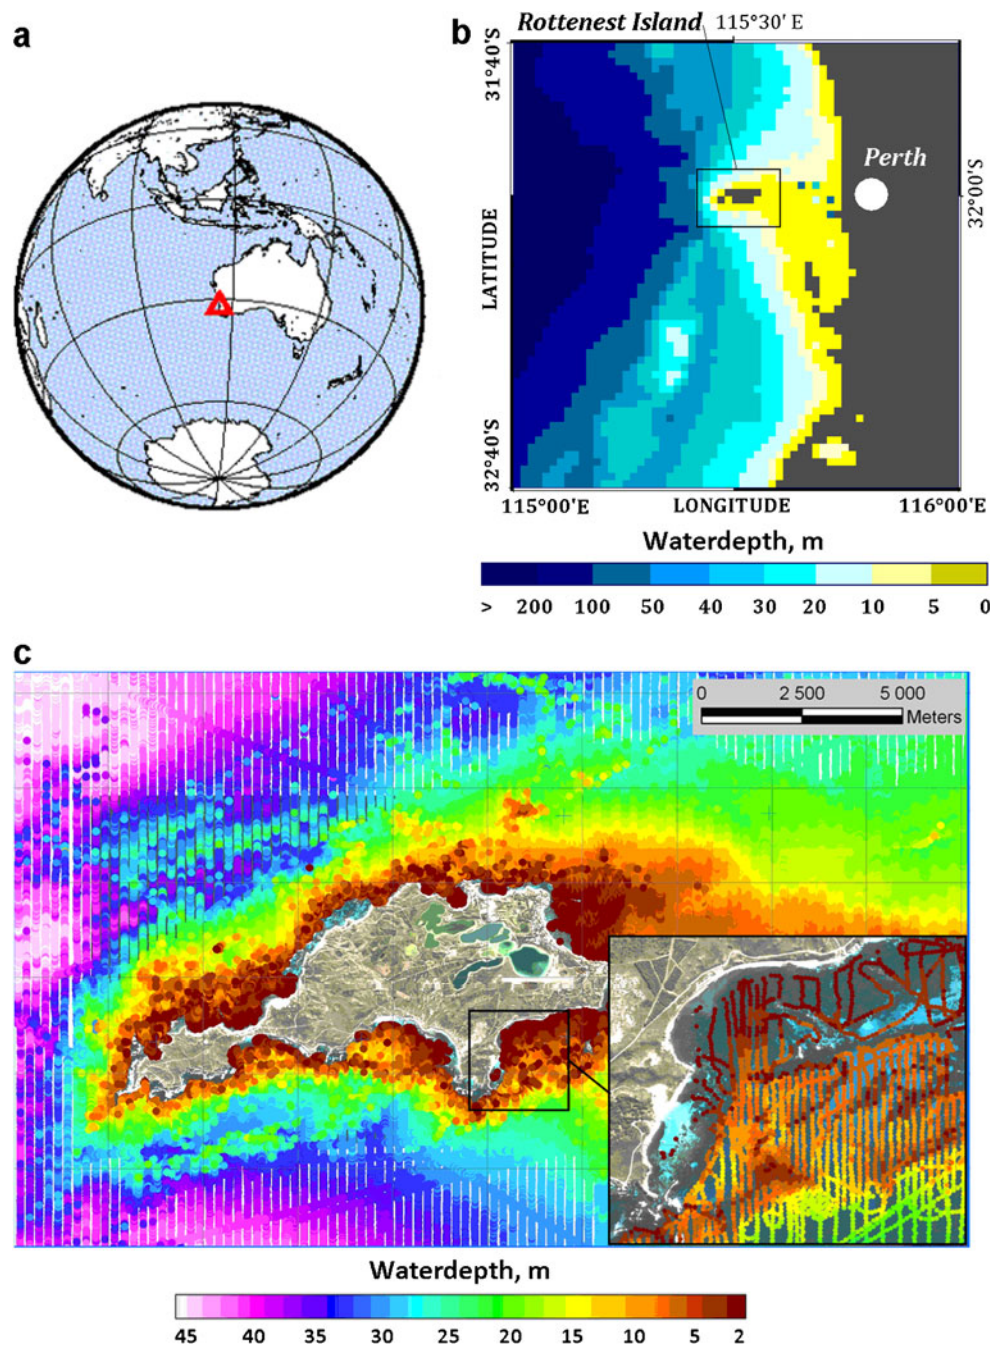 a
b
Rottenest Island 115°30' E
31°40'S
LATITUDE
32°40'S
Perth
32°00'S
115°00'E LONGITUDE 116°00'E
Waterdepth, m
> 200 100 50 40 30 20 10 5 0
c
0 2 500 5 000
Meters
Waterdepth, m
45 40 35 30 25 20 15 10 5 2